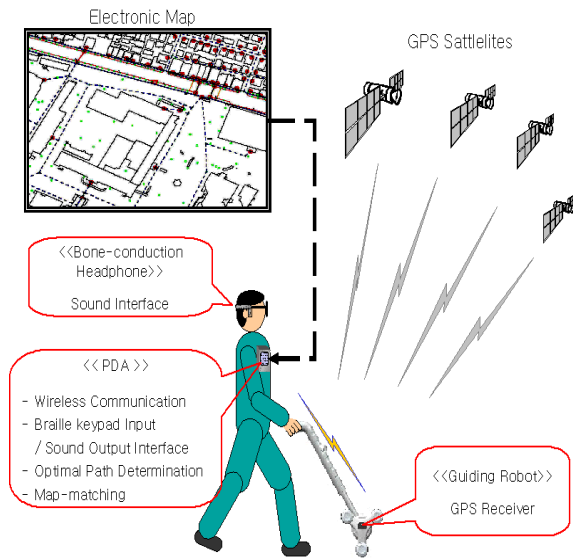 Electronic Map
GPS Sattlelites
<<Bone-conduction
Headphone>>
Sound Interface
<<PDA >>
- Wireless Communication
- Braille keypad Input
/ Sound Output Interface
- Optimal Path Determination
- Map-matching
<<Guiding Robot>>
GPS Receiver